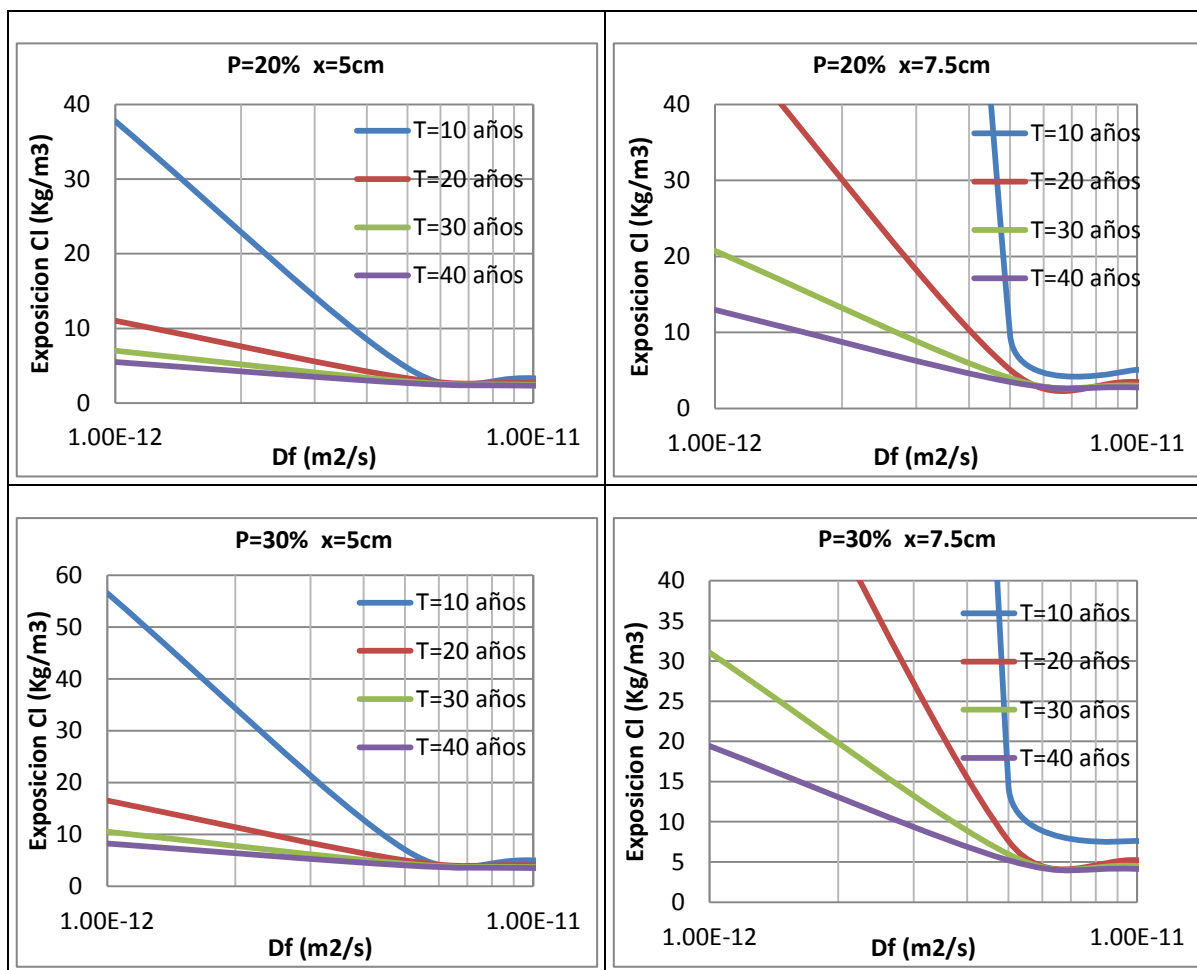 P=20% x=5cm
Exposicion Cl (Kg/m3)
40
30
20
10
0
T=10 años
T=20 años
T=30 años
T=40 años
1.00E-12
1.00E-11
Df (m2/s)
P=20% x=7.5cm
Exposicion Cl (Kg/m3)
40
30
20
10
0
T=10 años
T=20 años
T=30 años
T=40 años
1.00E-12
1.00E-11
Df (m2/s)
P=30% x=5cm
Exposicion Cl (Kg/m3)
60
50
40
30
20
10
0
T=10 años
T=20 años
T=30 años
T=40 años
1.00E-12
1.00E-11
Df (m2/s)
P=30% x=7.5cm
Exposicion Cl (Kg/m3)
40
35
30
25
20
15
10
5
0
T=10 años
T=20 años
T=30 años
T=40 años
1.00E-12
1.00E-11
Df (m2/s)